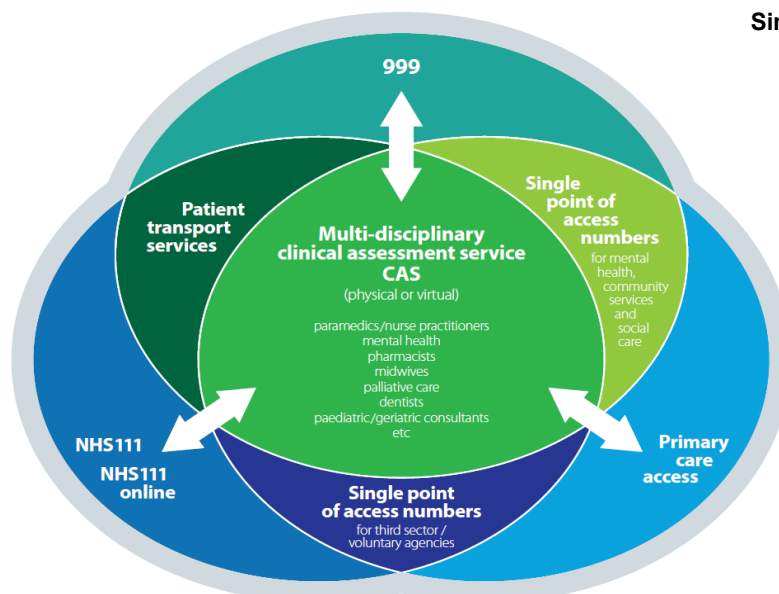 Sin
999
Patient
transport
services
Single
point of
access
numbers
for mental
health,
community
services
and
social
care
Multi-disciplinary
clinical assessment service
CAS
(physical or virtual)
paramedics/nurse practitioners
mental health
pharmacists
midwives
palliative care
dentists
paediatric/geriatric consultants
etc
NHS111
NHS111
online
Primary
care
access
Single point
of access numbers
for third sector /
voluntary agencies